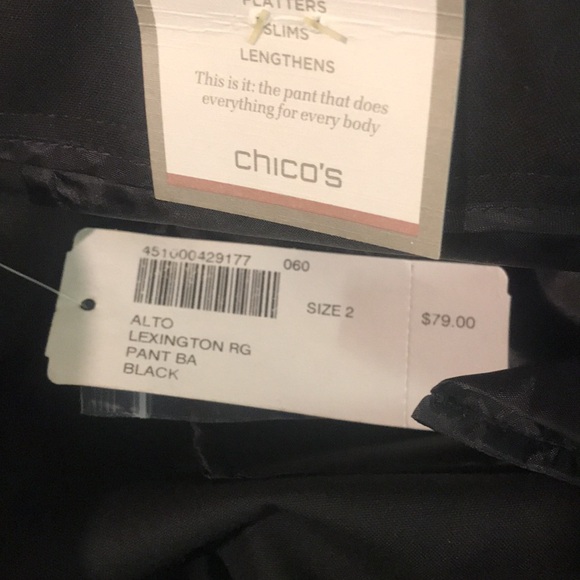 FLATTERS
SLIMS
LENGTHENS
This is it: the pant that does
everything for every body
chico's
451000429177 060
SIZE 2
$79.00
ALTO
LEXINGTON RG
PANT BA
BLACK